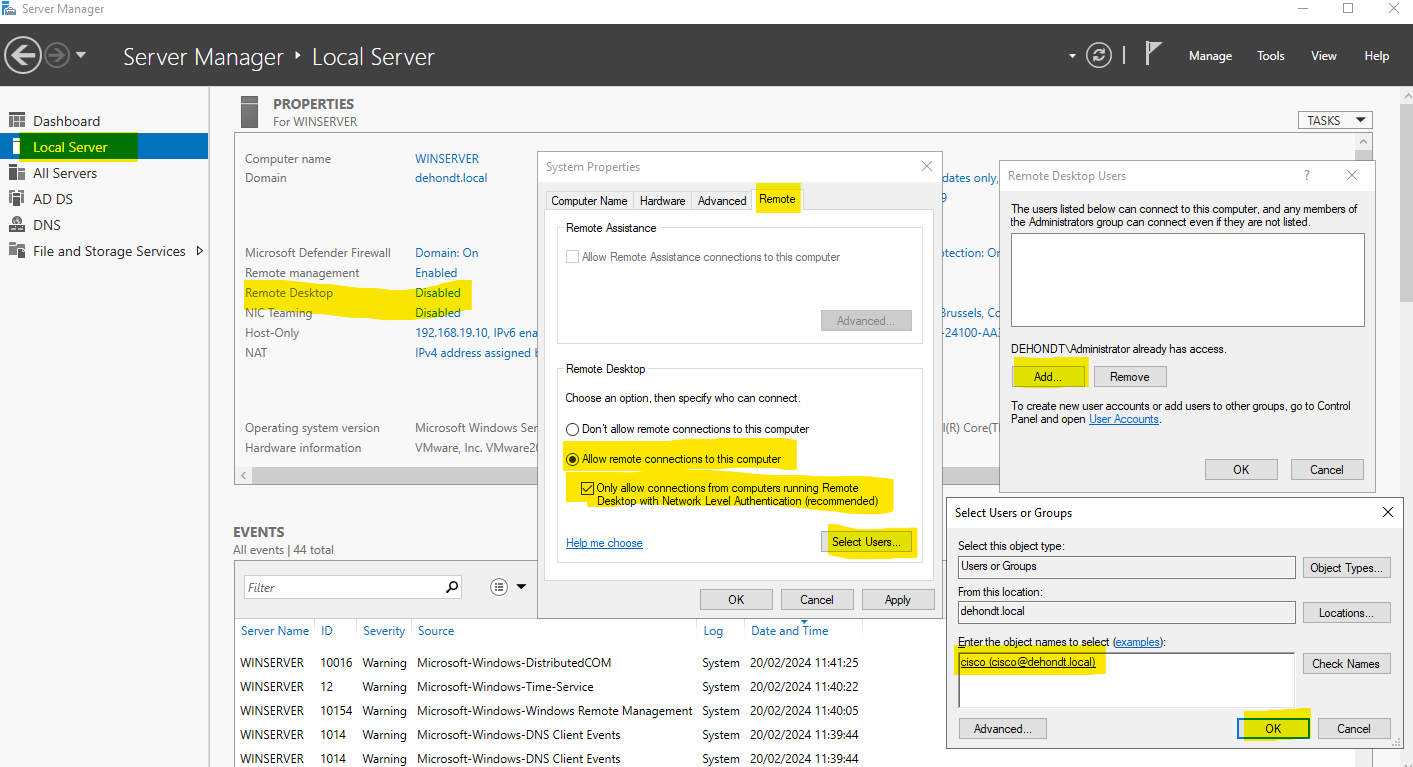 Server Manager
Server Manager ‣ Local Server
Manage Tools View Help
Dashboard
Local Server
All Servers
AD DS
DNS
File and Storage Services
PROPERTIES
For WINSERVER
TASKS
Computer name WINSERVER
Domain dehondt.local
dates only,
Microsoft Defender Firewall Domain: On
Remote management Enabled
Remote Desktop Disabled
NIC Teaming Disabled
Host-Only 192.168.19.10, IPv6 ena
NAT IPv4 address assigned
Operating system version Microsoft Windows Ser
Hardware information VMware, Inc. VMware20
EVENTS
All events | 44 total
Filter
Server Name ID Severity Source Log Date and Time
WINSERVER 10016 Warning Microsoft-Windows-DistributedCOM System 20/02/2024 11:41:25
WINSERVER 12 Warning Microsoft-Windows-Time-Service System 20/02/2024 11:40:22
WINSERVER 10154 Warning Microsoft-Windows-Windows Remote Management System 20/02/2024 11:40:05
WINSERVER 1014 Warning Microsoft-Windows-DNS Client Events System 20/02/2024 11:39:44
WINSERVER 1014 Warning Microsoft-Windows-DNS Client Events System 20/02/2024 11:39:44
System Properties
Computer Name Hardware Advanced Remote
Remote Assistance
Allow Remote Assistance connections to this computer
Advanced...
Remote Desktop
Choose an option, then specify who can connect.
Don't allow remote connections to this computer
Allow remote connections to this computer
Only allow connections from computers running Remote
Desktop with Network Level Authentication (recommended)
Help me choose Select Users...
OK Cancel Apply
Remote Desktop Users
The users listed below can connect to this computer, and any members of
the Administrators group can connect even if they are not listed.
DEHONDT\Administrator already has access.
Add... Remove
To create new user accounts or add users to other groups, go to Control
Panel and open User Accounts.
OK Cancel
Select Users or Groups
Select this object type:
Users or Groups Object Types...
From this location:
dehondt.local Locations...
Enter the object names to select (examples):
cisco (cisco@dehondt.local) Check Names
Advanced... OK Cancel